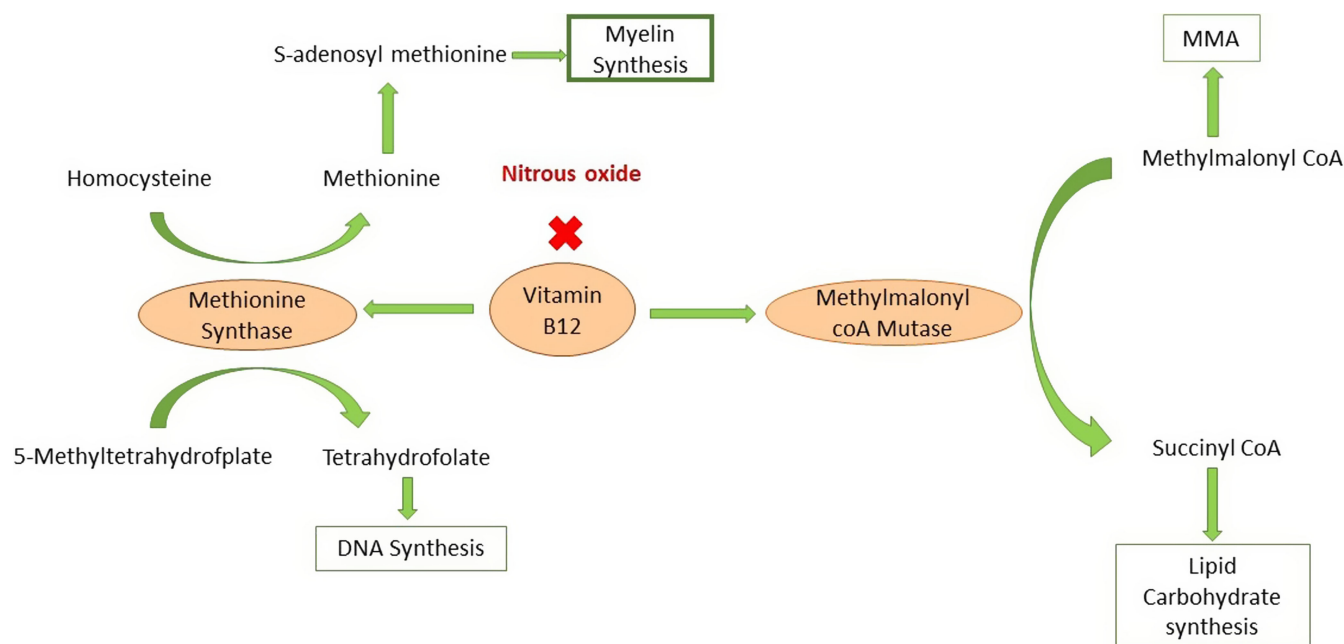 S-adenosyl methionine
Myelin
Synthesis
MMA
Homocysteine
Methionine
Nitrous oxide
Methylmalonyl CoA
Methionine
Synthase
Vitamin
B12
Methylmalonyl
coA Mutase
5-Methyltetrahydrofplate
Tetrahydrofolate
Succinyl CoA
DNA Synthesis
Lipid
Carbohydrate
synthesis